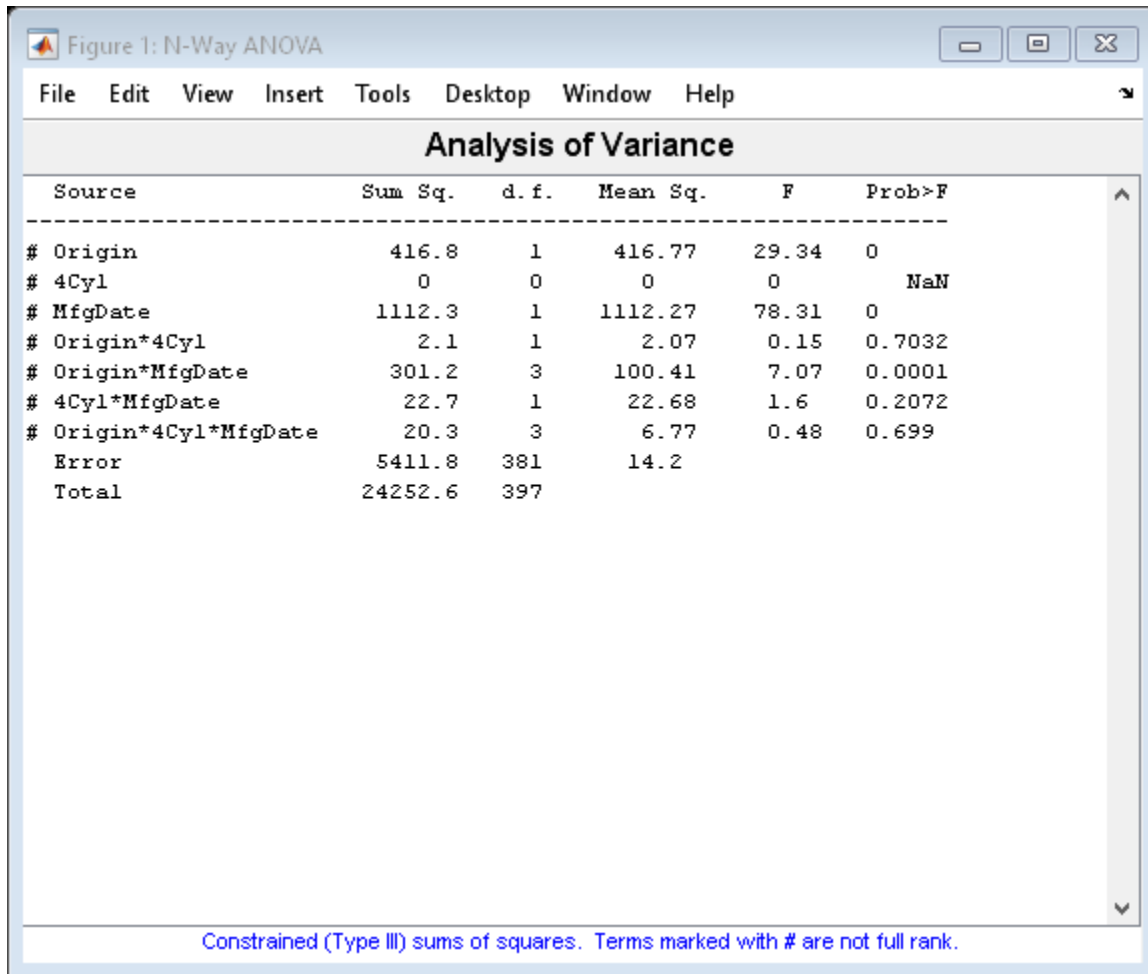 Figure 1: N-Way ANOVA
File Edit View Insert Tools Desktop Window Help
Analysis of Variance
Source Sum Sq. d.f. Mean Sq. F Prob>F
# Origin 416.8 1 416.77 29.34 0
# 4Cyl 0 0 0 0 NaN
# MfgDate 1112.3 1 1112.27 78.31 0
# Origin*4Cyl 2.1 1 2.07 0.15 0.7032
# Origin*MfgDate 301.2 3 100.41 7.07 0.0001
# 4Cyl*MfgDate 22.7 1 22.68 1.6 0.2072
# Origin*4Cyl*MfgDate 20.3 3 6.77 0.48 0.699
Error 5411.8 381 14.2
Total 24252.6 397
Constrained (Type III) sums of squares. Terms marked with # are not full rank.